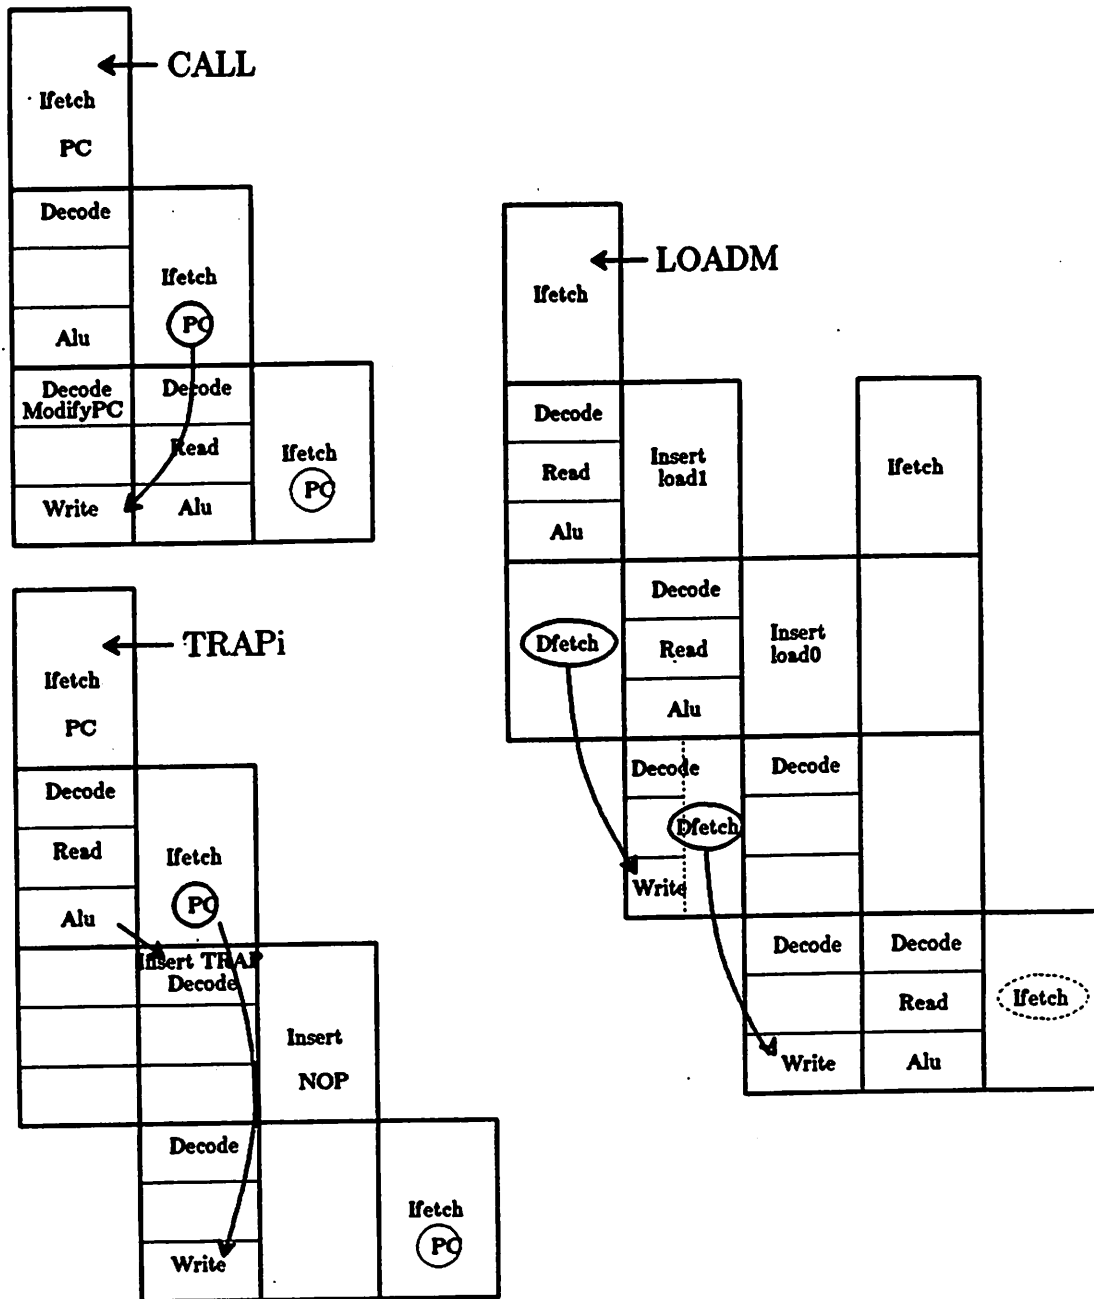 CALL
Ifetch
PC
Decode
Ifetch
PC
Alu
Decode
ModifyPC
Decode
Read
Ifetch
PC
Write
Alu
TRAPi
Ifetch
PC
Decode
Read
Ifetch
PC
Alu
Insert TRAP
Decode
Insert
NOP
Decode
Ifetch
PC
Write
LOADM
Ifetch
Decode
Read
Insert
load1
Ifetch
Alu
Decode
Dfetch
Read
Insert
load0
Alu
Decode
Decode
Dfetch
Write
Decode
Decode
Read
Ifetch
Write
Alu